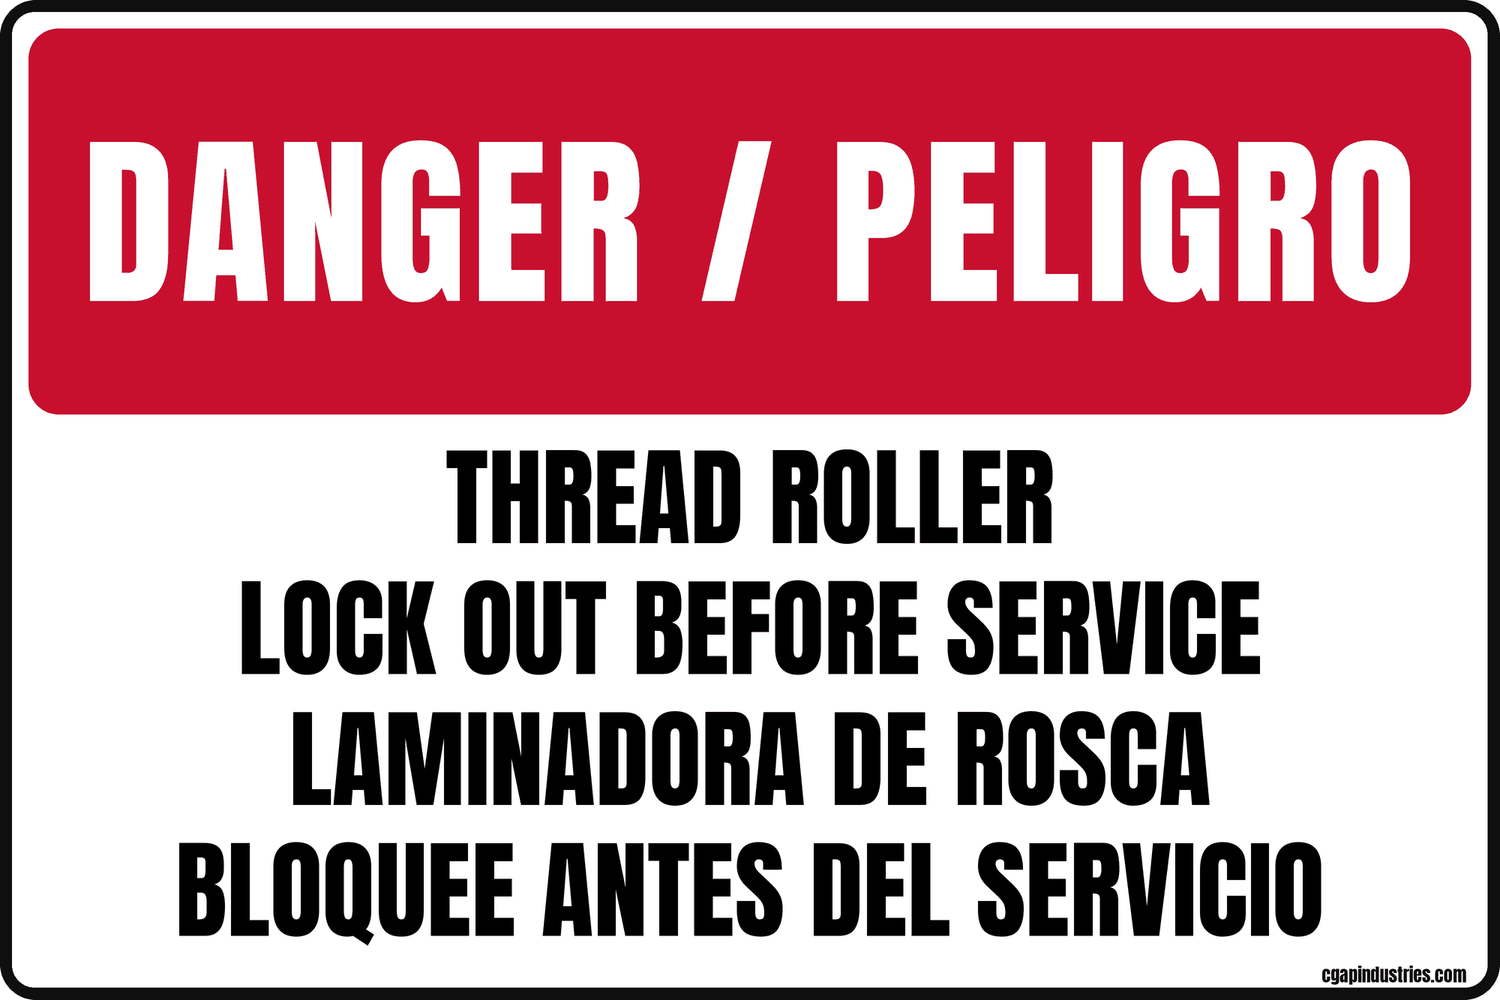 DANGER / PELIGRO
THREAD ROLLER
LOCK OUT BEFORE SERVICE
LAMINADORA DE ROSCA
BLOQUEE ANTES DEL SERVICIO
cgapindustries.com